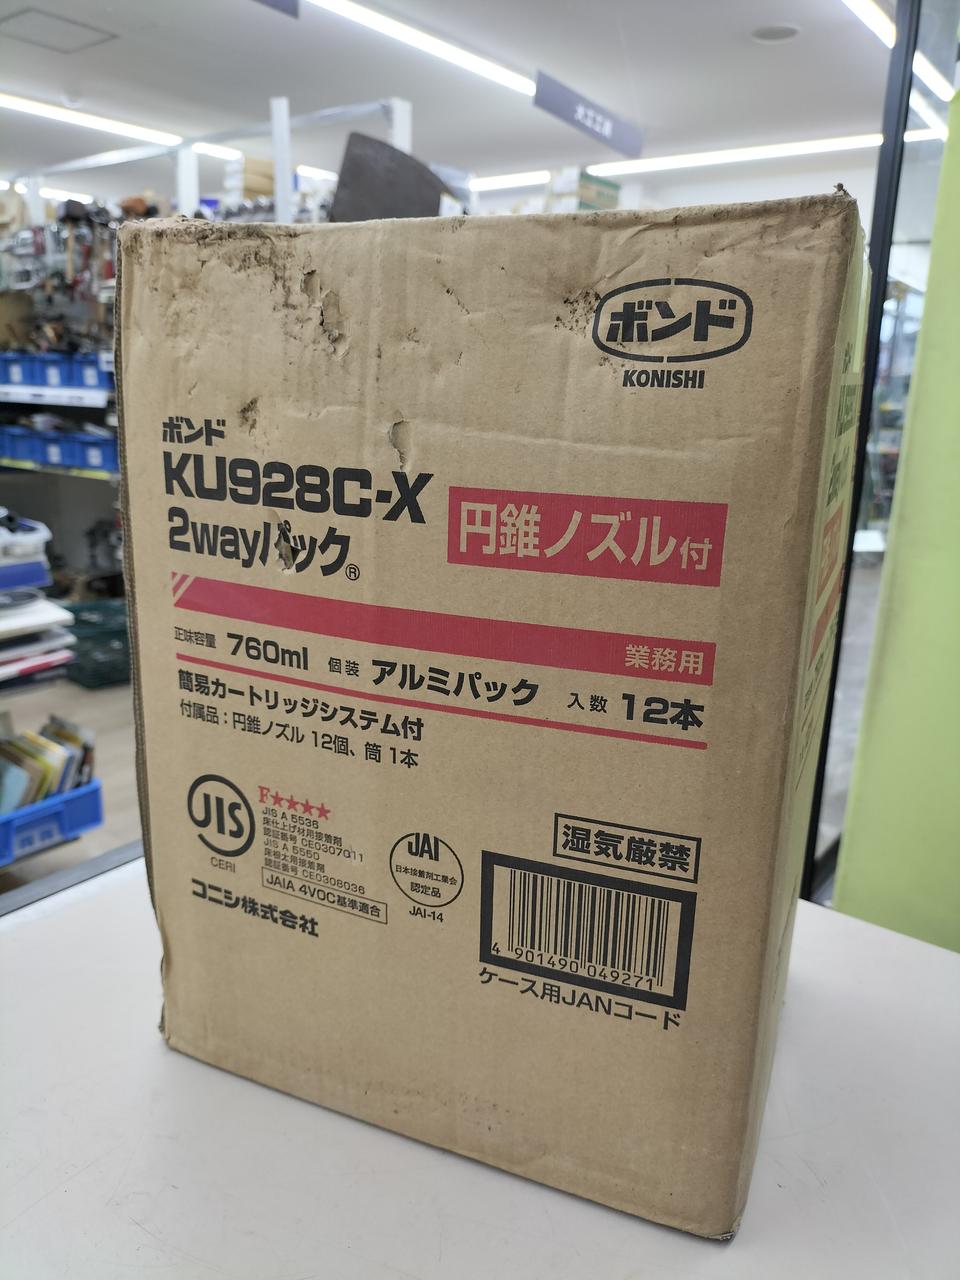 大工工具
ボンド
KONISHI
ボンド
KU928C-X
2wayパック®
円錐ノズル付
業務用
正味容量 760ml 個装 アルミパック 入数 12本
簡易カートリッジシステム付
付属品：円錐ノズル 12個、筒 1本
JIS
CERI
F★★★★
JIS A 5536
床仕上げ材用接着剤
認証番号 CE0307011
JIS A 5550
床根太用接着剤
認証番号 CE0308036
JAIA 4VOC基準適合
コニシ株式会社
JAI
日本接着剤工業会
認定品
JAI-14
湿気厳禁
4 901490 049271
ケース用JANコード